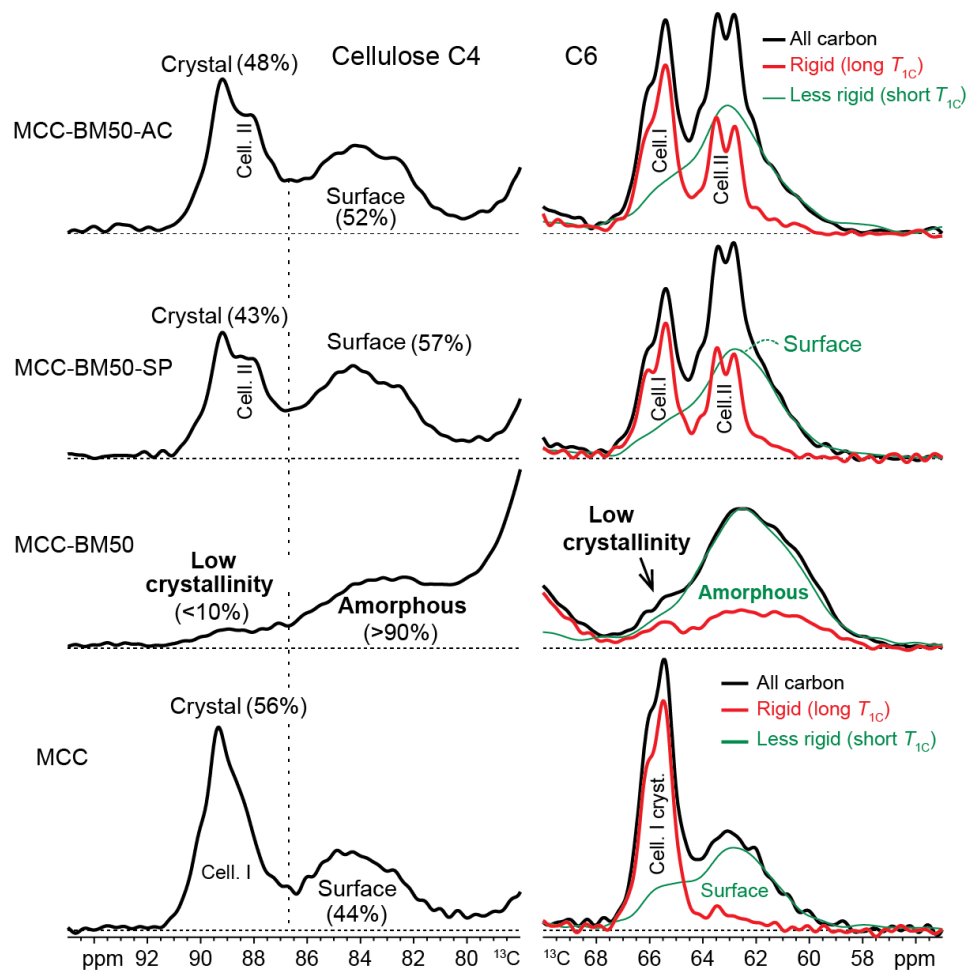 Cellulose C4
C6
All carbon
Rigid (long T1C)
Less rigid (short T1C)
MCC-BM50-AC
Crystal (48%)
Cell. II
Surface
(52%)
Cell.I
Cell.II
MCC-BM50-SP
Crystal (43%)
Cell. II
Surface (57%)
Cell.I
Cell.II
Surface
MCC-BM50
Low
crystallinity
(<10%)
Amorphous
(>90%)
Low
crystallinity
Amorphous
MCC
Crystal (56%)
Cell. I
Surface
(44%)
All carbon
Rigid (long T1C)
Less rigid (short T1C)
Cell. I cryst.
Surface
ppm 92 90 88 86 84 82 80 13C
13C 68 66 64 62 60 58 ppm